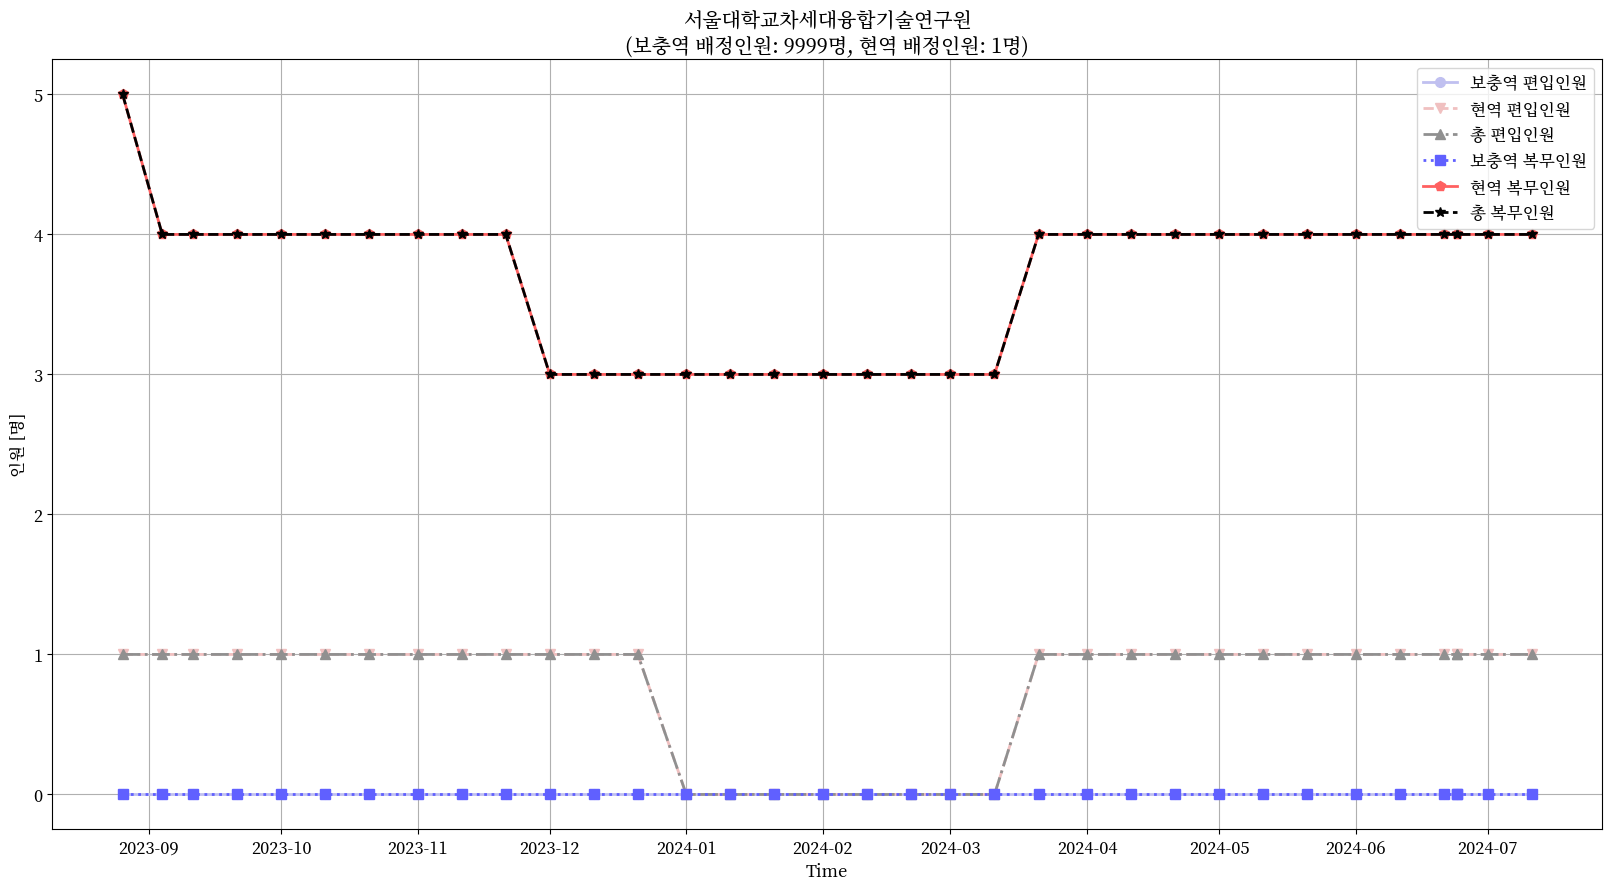 서울대학교차세대융합기술연구원
(보충역 배정인원: 9999명, 현역 배정인원: 1명)
보충역 편입인원
현역 편입인원
총 편입인원
보충역 복무인원
현역 복무인원
총 복무인원
인원 [명]
5
4
3
2
1
0
2023-09 2023-10 2023-11 2023-12 2024-01 2024-02 2024-03 2024-04 2024-05 2024-06 2024-07
Time